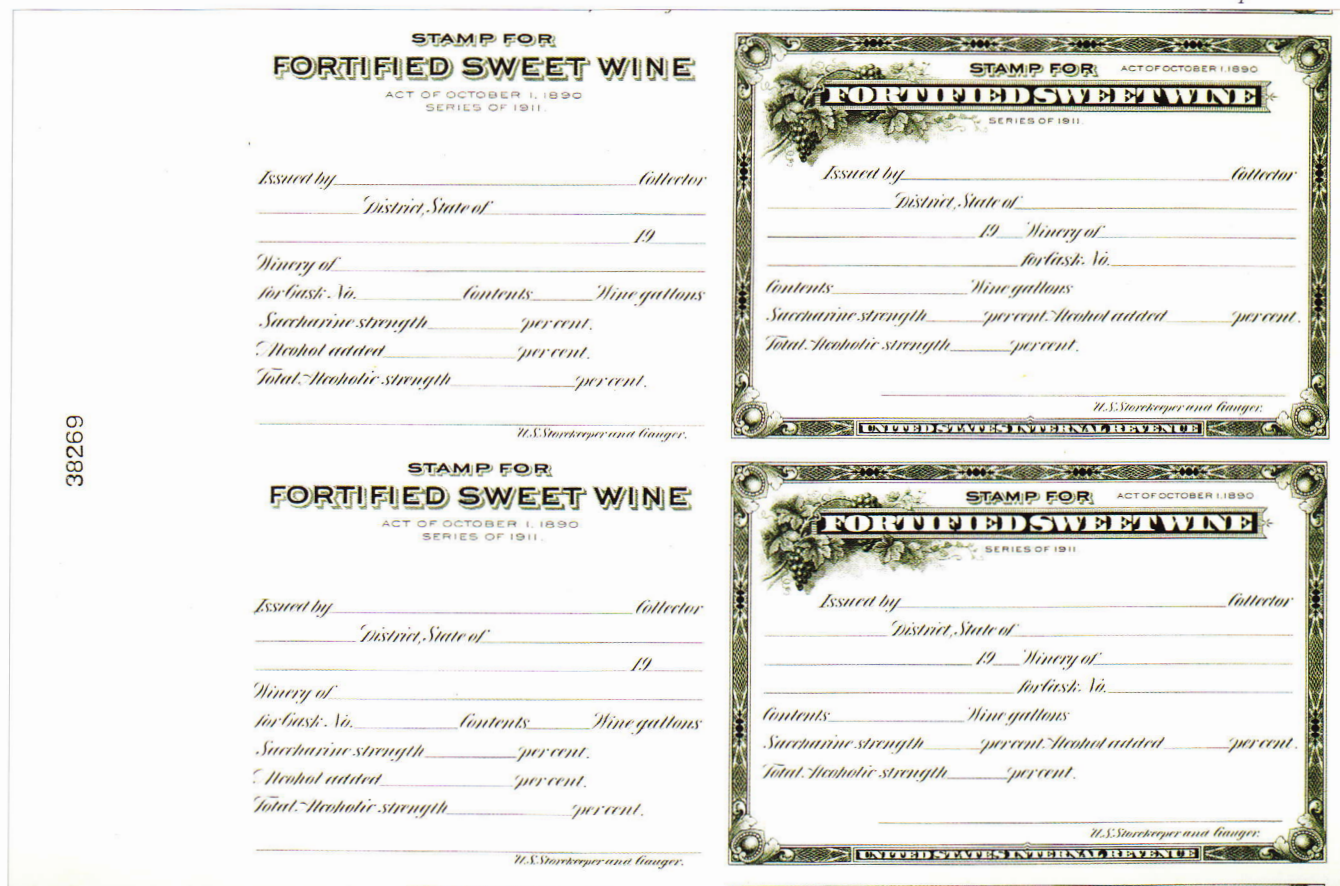 STAMP FOR
FORTIFIED SWEET WINE
ACT OF OCTOBER 1, 1890
SERIES OF 1911.
Issued by Collector
District, State of
19
Winery of
for Cask No. Contents Wine gallons
Saccharine strength per cent.
Alcohol added per cent.
Total Alcoholic strength per cent.
U.S. Storekeeper and Gauger.
STAMP FOR ACT OF OCTOBER 1, 1890
FORTIFIED SWEET WINE
SERIES OF 1911.
Issued by Collector
District, State of
19 Winery of
for Cask No.
Contents Wine gallons
Saccharine strength per cent. Alcohol added per cent.
Total Alcoholic strength per cent.
U.S. Storekeeper and Gauger.
UNITED STATES INTERNAL REVENUE
38269
STAMP FOR
FORTIFIED SWEET WINE
ACT OF OCTOBER 1, 1890
SERIES OF 1911.
Issued by Collector
District, State of
19
Winery of
for Cask No. Contents Wine gallons
Saccharine strength per cent.
Alcohol added per cent.
Total Alcoholic strength per cent.
U.S. Storekeeper and Gauger.
STAMP FOR ACT OF OCTOBER 1, 1890
FORTIFIED SWEET WINE
SERIES OF 1911
Issued by Collector
District, State of
19 Winery of
for Cask No.
Contents Wine gallons
Saccharine strength per cent. Alcohol added per cent.
Total Alcoholic strength per cent.
U.S. Storekeeper and Gauger.
UNITED STATES INTERNAL REVENUE